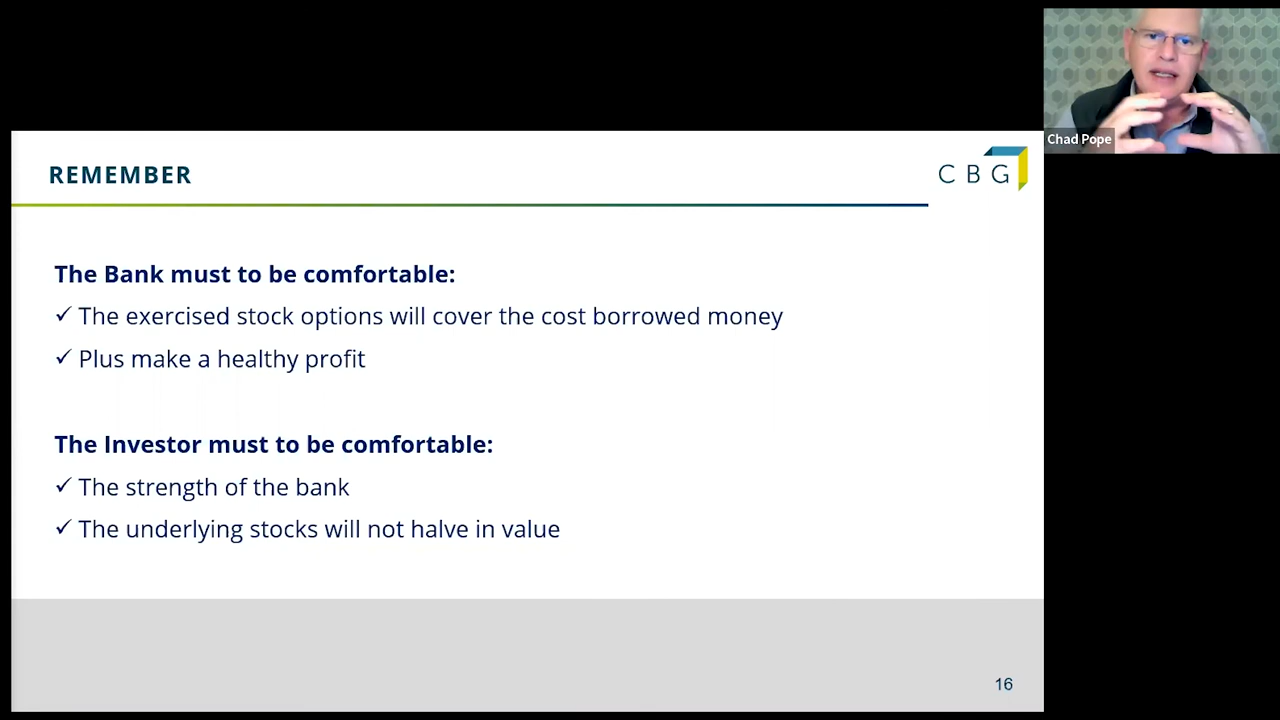 Chad Pope
REMEMBER
CBG
The Bank must to be comfortable:
✓ The exercised stock options will cover the cost borrowed money
✓ Plus make a healthy profit
The Investor must to be comfortable:
✓ The strength of the bank
✓ The underlying stocks will not halve in value
16